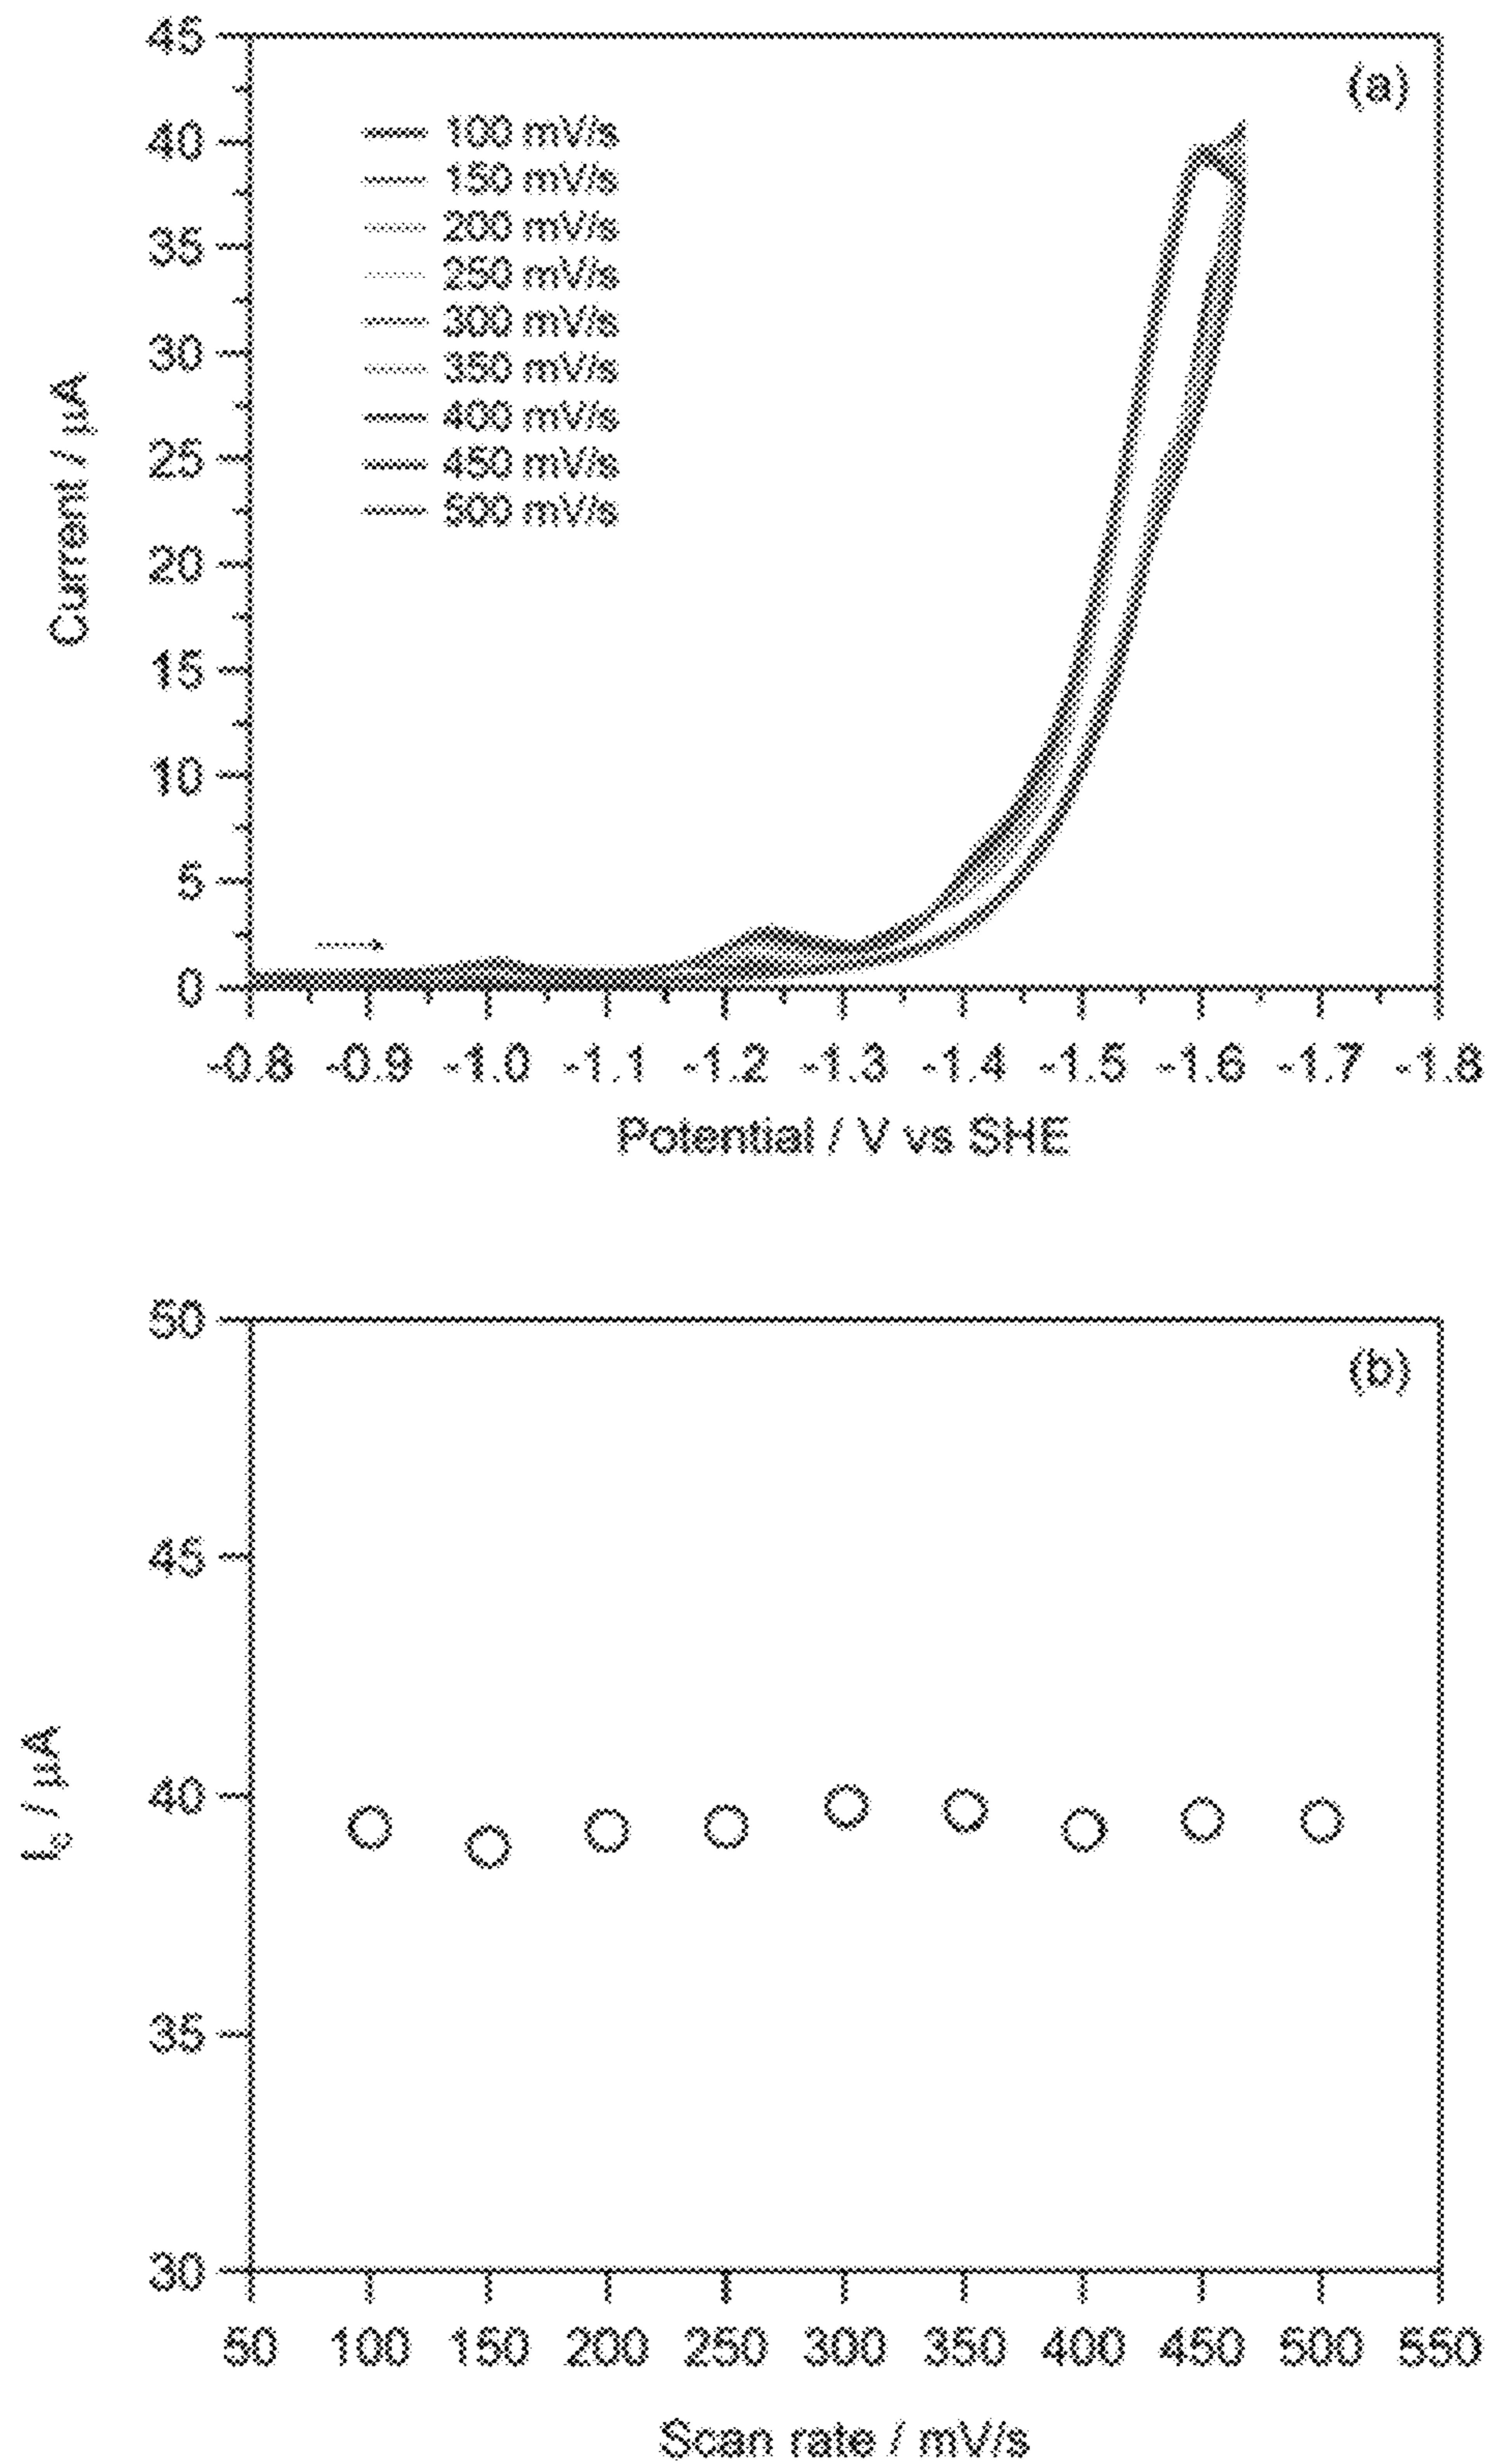 (a)
45
40
35
30
25
20
15
10
5
0
Current / µA
100 mV/s
150 mV/s
200 mV/s
250 mV/s
300 mV/s
350 mV/s
400 mV/s
450 mV/s
500 mV/s
-0.8 -0.9 -1.0 -1.1 -1.2 -1.3 -1.4 -1.5 -1.6 -1.7 -1.8
Potential / V vs SHE
(b)
50
45
40
35
30
/ µA
50 100 150 200 250 300 350 400 450 500 550
Scan rate / mV/s